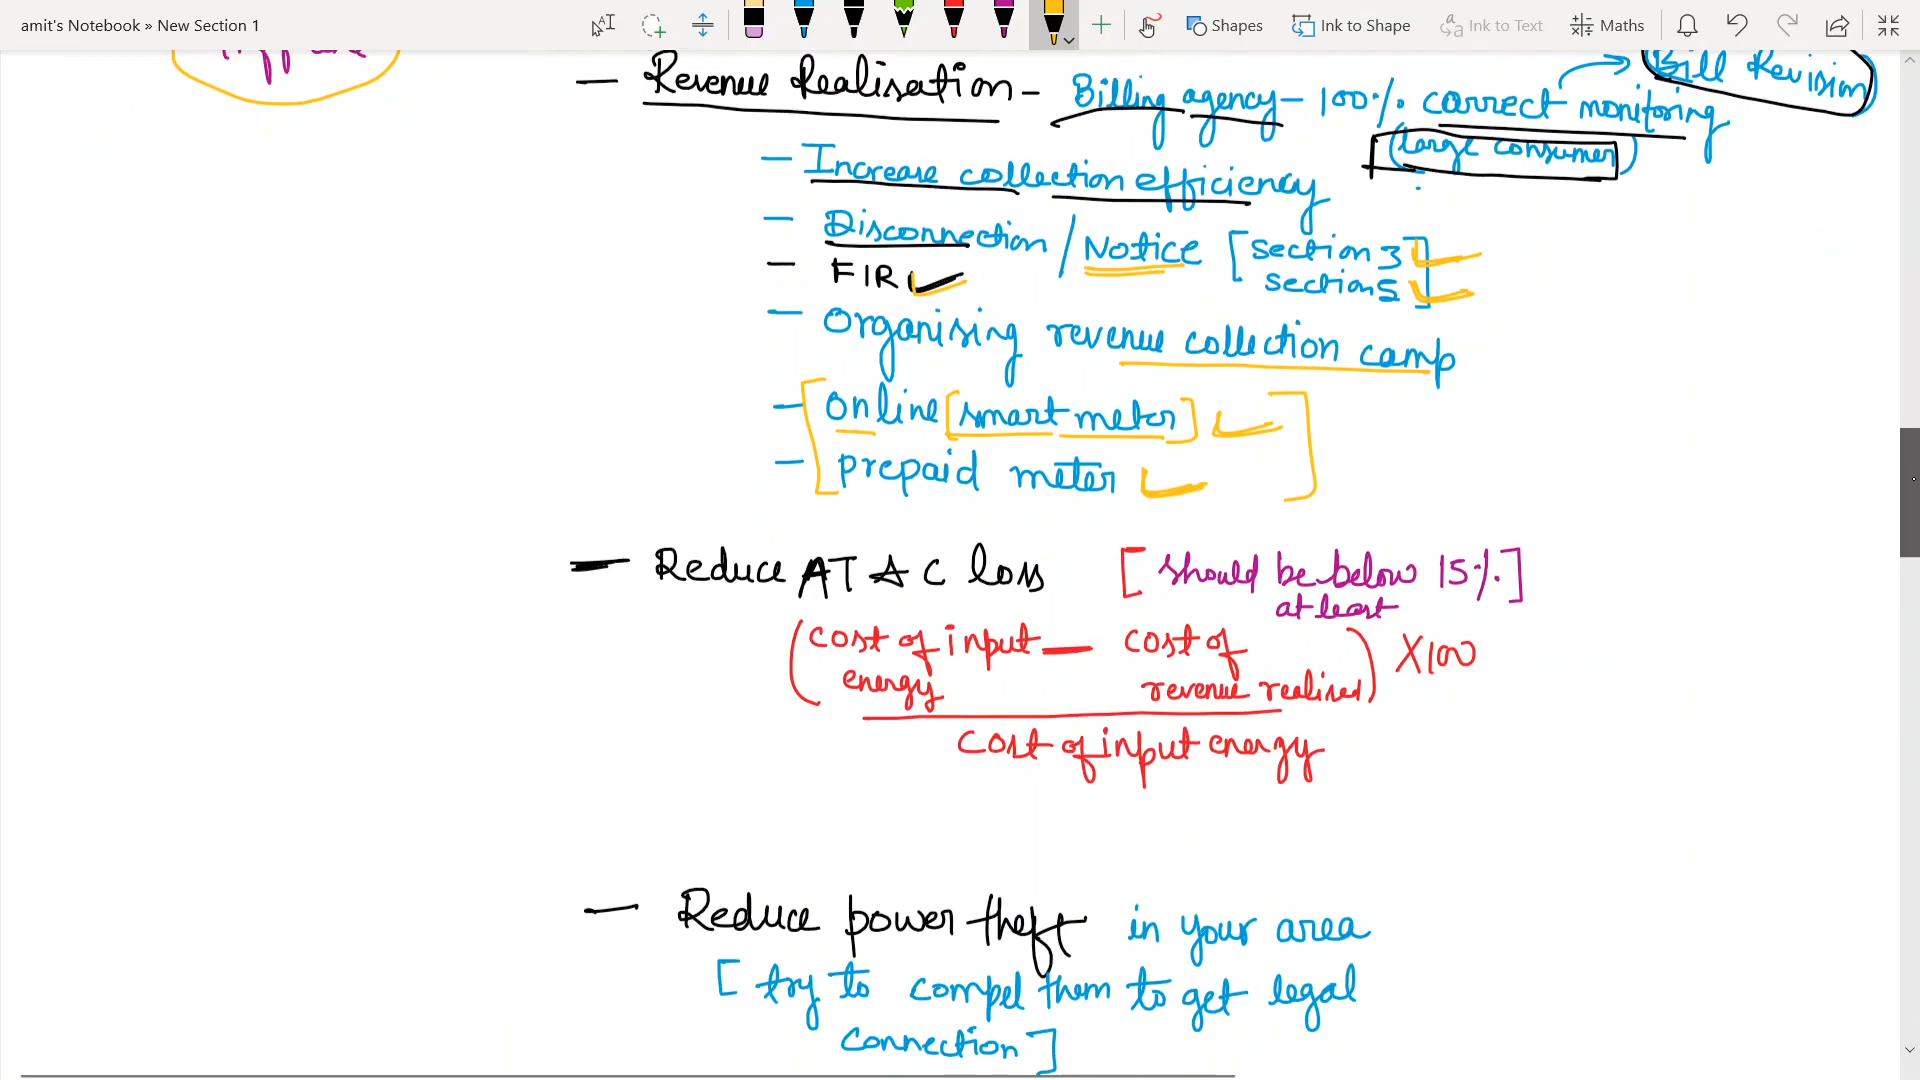 amit's Notebook » New Section 1
Shapes
Ink to Shape
Ink to Text
Maths
— Revenue Realisation - Billing agency - 100% correct monitoring → Bill Revision
(large consumer)
- Increase collection efficiency
- Disconnection / Notice [section 3]
section 5
- FIR
- Organising revenue collection camp
- online [smart meter]
- prepaid meter
— Reduce AT & C loss [should be below 15%]
at least
(cost of input — cost of ) X100
energy revenue realised
cost of input energy
— Reduce power theft in your area
[try to compel them to get legal
connection]